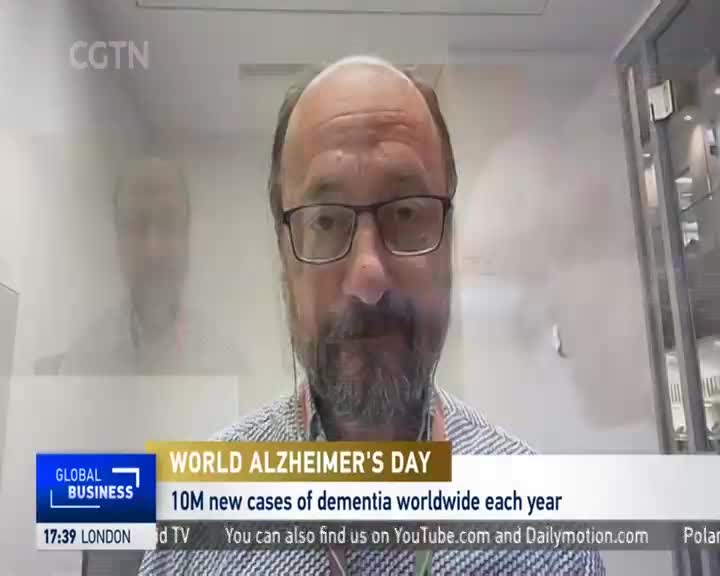 CGTN
WORLD ALZHEIMER'S DAY
GLOBAL
BUSINESS
10M new cases of dementia worldwide each year
17:39 LONDON
id TV You can also find us on YouTube.com and Dailymotion.com Polar